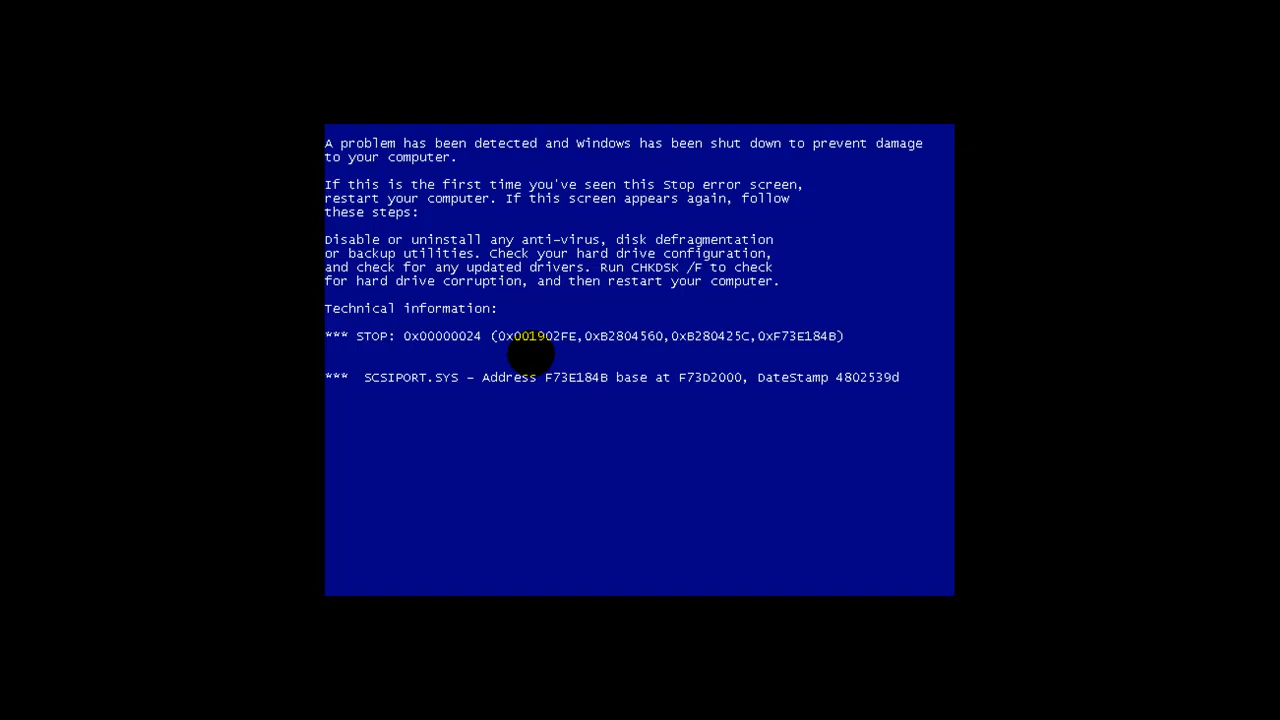 A problem has been detected and Windows has been shut down to prevent damage
to your computer.
If this is the first time you've seen this Stop error screen,
restart your computer. If this screen appears again, follow
these steps:
Disable or uninstall any anti-virus, disk defragmentation
or backup utilities. Check your hard drive configuration,
and check for any updated drivers. Run CHKDSK /F to check
for hard drive corruption, and then restart your computer.
Technical information:
*** STOP: 0x00000024 (0x001902FE,0xB2804560,0xB280425C,0xF73E184B)
***  SCSIPORT.SYS - Address F73E184B base at F73D2000, DateStamp 4802539d